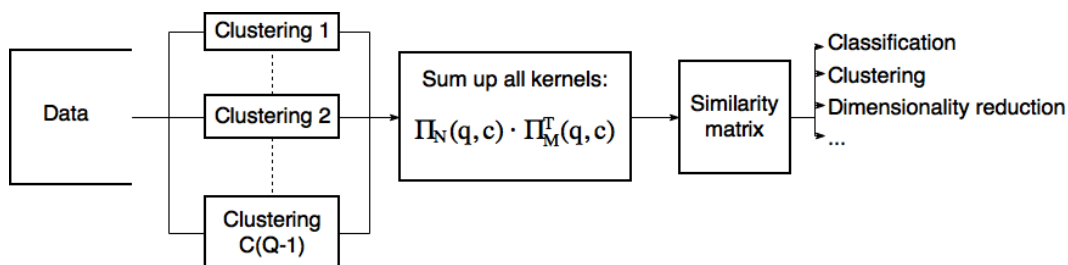 Data
Clustering 1
Clustering 2
Clustering
C(Q-1)
Sum up all kernels:
Π_N(q, c) · Π_M^T(q, c)
Similarity
matrix
Classification
Clustering
Dimensionality reduction
...